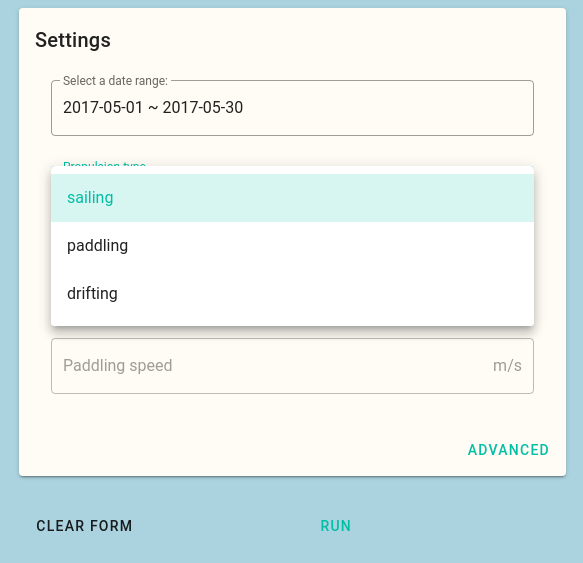 Settings
Select a date range:
2017-05-01 ~ 2017-05-30
Propulsion type
sailing
paddling
drifting
Paddling speed m/s
ADVANCED
CLEAR FORM RUN